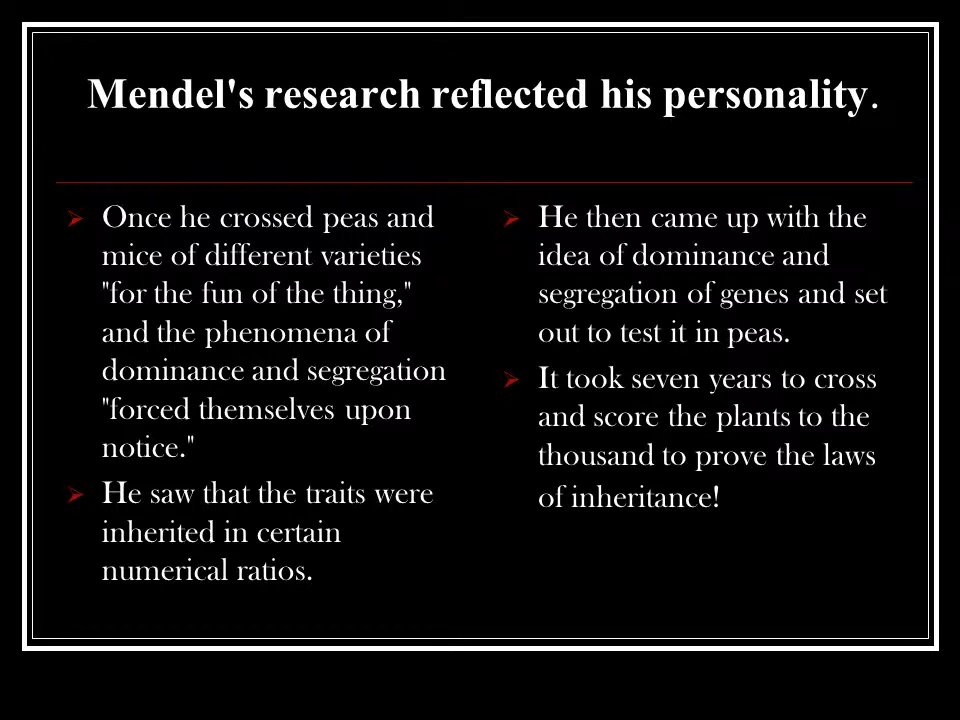 Mendel's research reflected his personality.
Once he crossed peas and
mice of different varieties
"for the fun of the thing,"
and the phenomena of
dominance and segregation
"forced themselves upon
notice."
He saw that the traits were
inherited in certain
numerical ratios.
He then came up with the
idea of dominance and
segregation of genes and set
out to test it in peas.
It took seven years to cross
and score the plants to the
thousand to prove the laws
of inheritance!